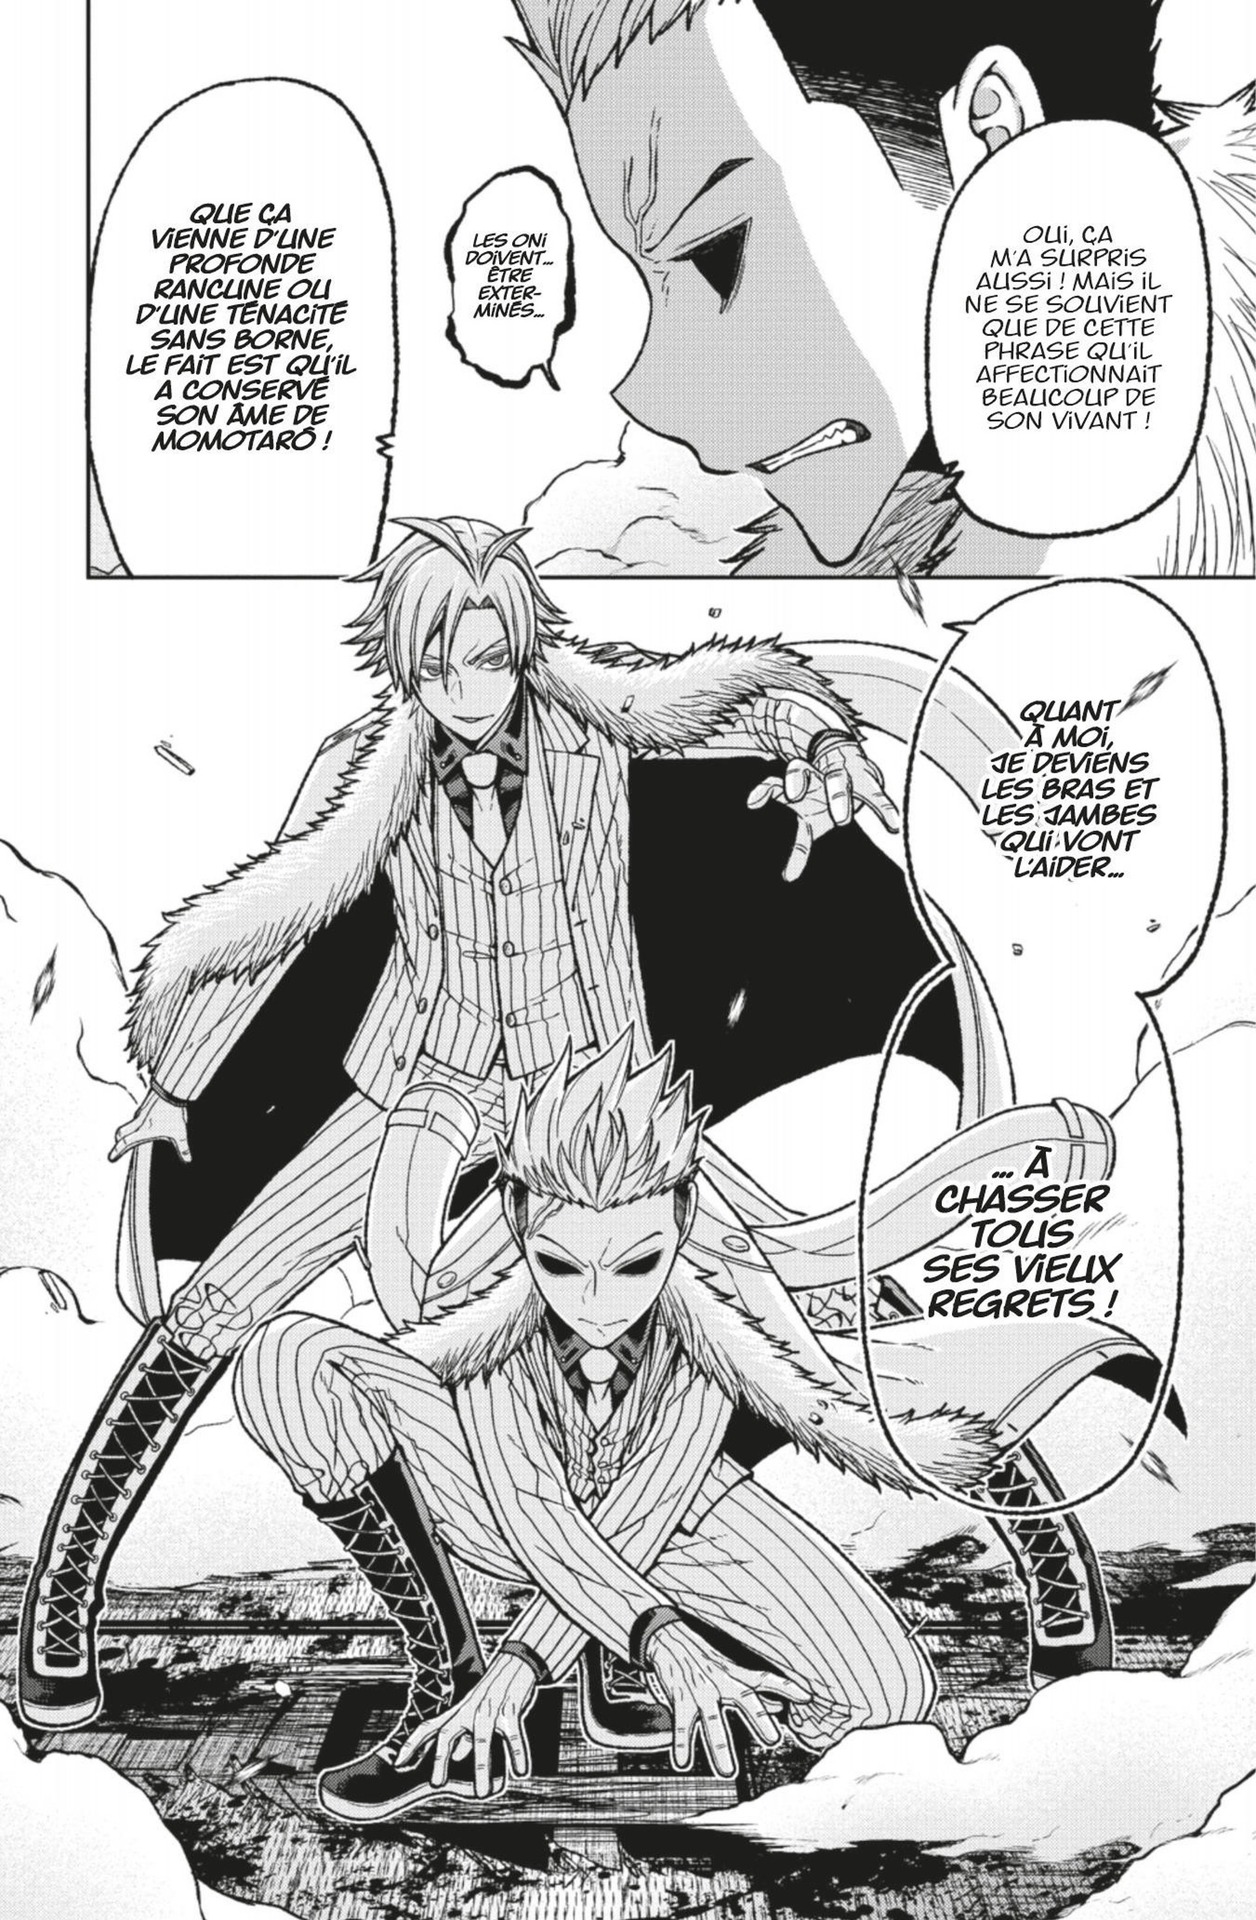 OUI, ÇA
M'A SURPRIS
AUSSI ! MAIS IL
NE SE SOUVIENT
QUE DE CETTE
PHRASE QU'IL
AFFECTIONNAIT
BEAUCOUP DE
SON VIVANT !
LES ONI
DOIVENT...
ÊTRE
EXTER-
MINÉS...
QUE ÇA
VIENNE D'UNE
PROFONDE
RANCUNE OU
D'UNE TÉNACITÉ
SANS BORNE,
LE FAIT EST QU'IL
A CONSERVÉ
SON ÂME DE
MOMOTARÔ !
QUANT
À MOI,
JE DEVIENS
LES BRAS ET
LES JAMBES
QUI VONT
L'AIDER...
... À
CHASSER
TOUS
SES VIEUX
REGRETS !